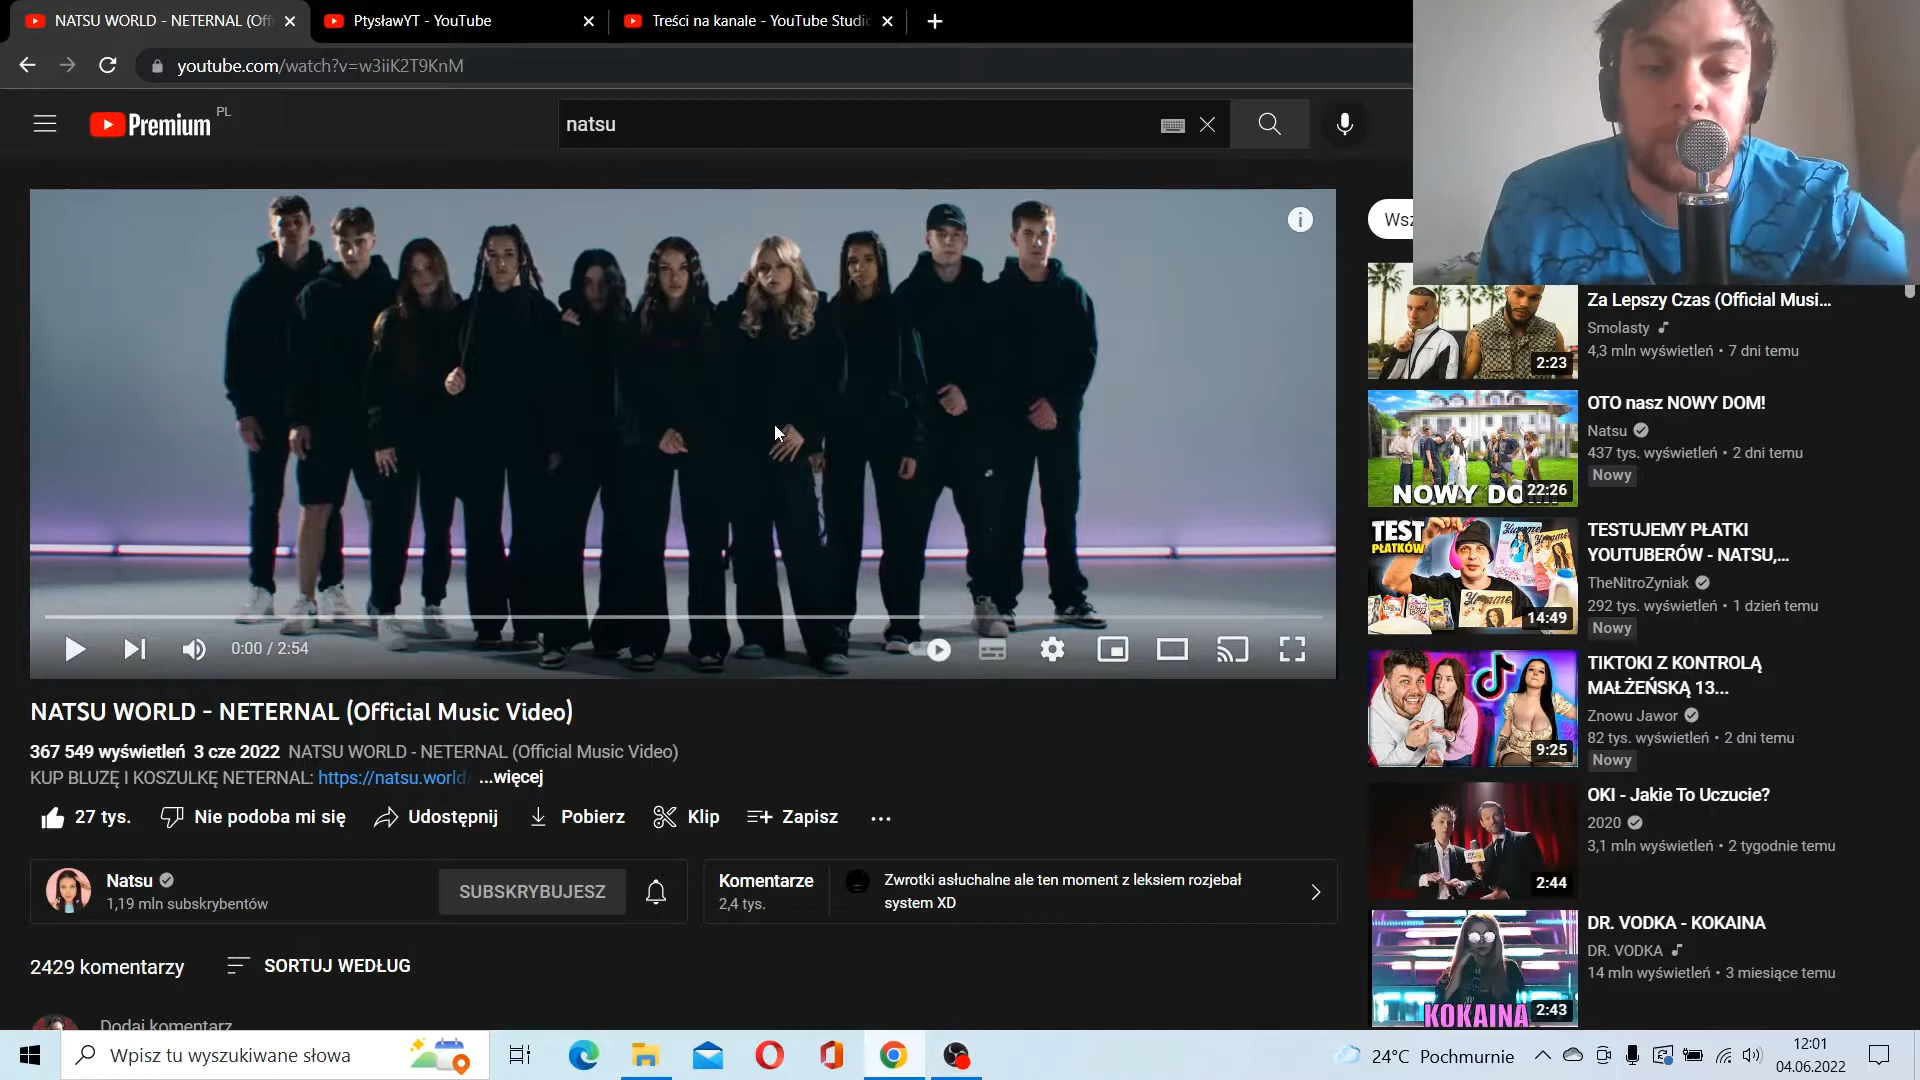 NATSU WORLD - NETERNAL (Offi
PtysławYT - YouTube
Treści na kanale - YouTube Studio
youtube.com/watch?v=w3iiK2T9KnM
Premium PL
natsu
0:00 / 2:54
NATSU WORLD - NETERNAL (Official Music Video)
367 549 wyświetleń 3 cze 2022 NATSU WORLD - NETERNAL (Official Music Video)
KUP BLUZĘ I KOSZULKĘ NETERNAL: https://natsu.world/ ...więcej
27 tys. Nie podoba mi się Udostępnij Pobierz Klip Zapisz
Natsu
1,19 mln subskrybentów
SUBSKRYBUJESZ
Komentarze
2,4 tys.
Zwrotki asłuchalne ale ten moment z leksiem rozjebał
system XD
2429 komentarzy SORTUJ WEDŁUG
Dodaj komentarz
Wsz
2:23
Za Lepszy Czas (Official Musi...
Smolasty
4,3 mln wyświetleń • 7 dni temu
NOWY DO
22:26
OTO nasz NOWY DOM!
Natsu
437 tys. wyświetleń • 2 dni temu
Nowy
TEST
PŁATKÓW
14:49
TESTUJEMY PŁATKI
YOUTUBERÓW - NATSU,...
TheNitroZyniak
292 tys. wyświetleń • 1 dzień temu
Nowy
9:25
TIKTOKI Z KONTROLĄ
MAŁŻEŃSKĄ 13...
Znowu Jawor
82 tys. wyświetleń • 2 dni temu
Nowy
2:44
OKI - Jakie To Uczucie?
2020
3,1 mln wyświetleń • 2 tygodnie temu
KOKAINA
2:43
DR. VODKA - KOKAINA
DR. VODKA
14 mln wyświetleń • 3 miesiące temu
Wpisz tu wyszukiwane słowa
24°C Pochmurnie
12:01
04.06.2022